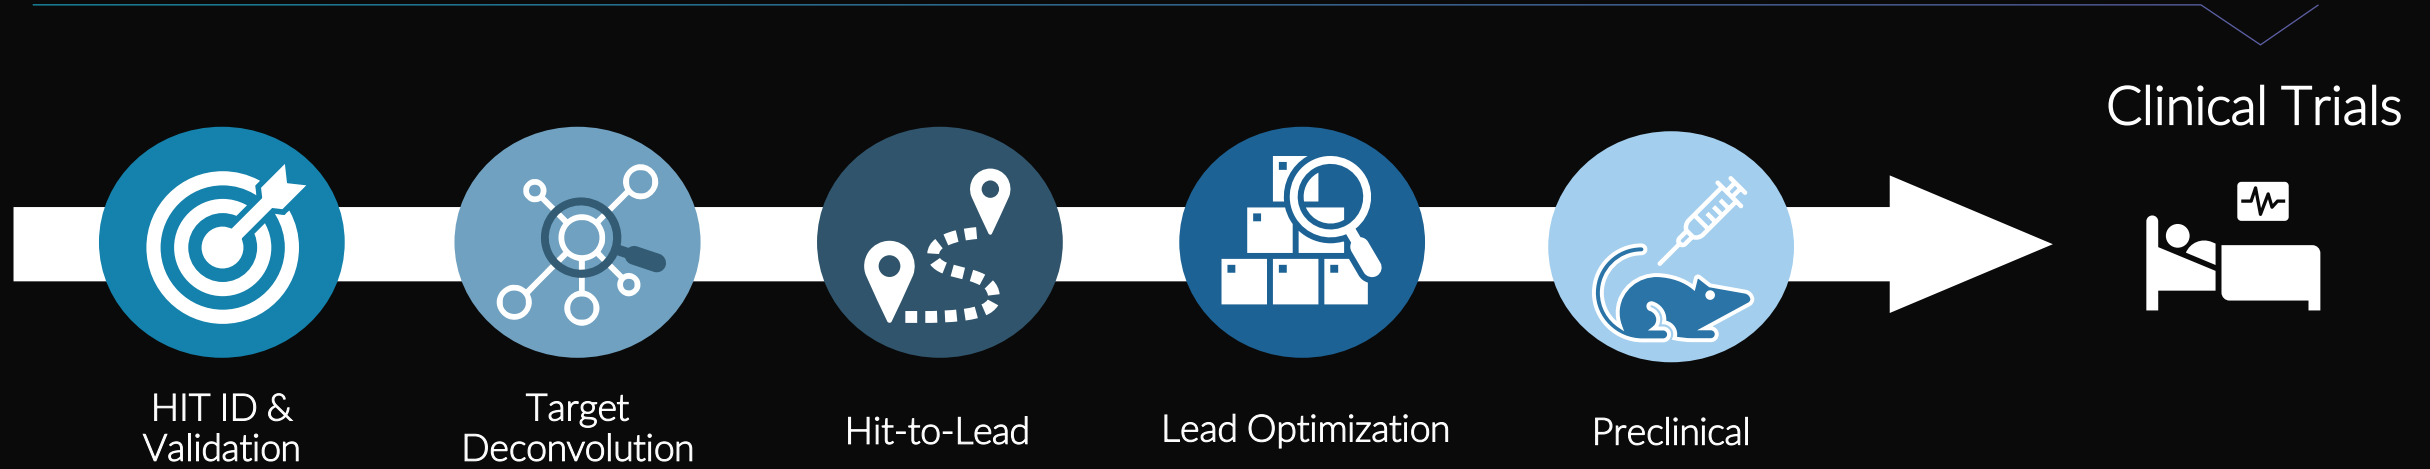 Clinical Trials
HIT ID &
Validation
Target
Deconvolution
Hit-to-Lead
Lead Optimization
Preclinical